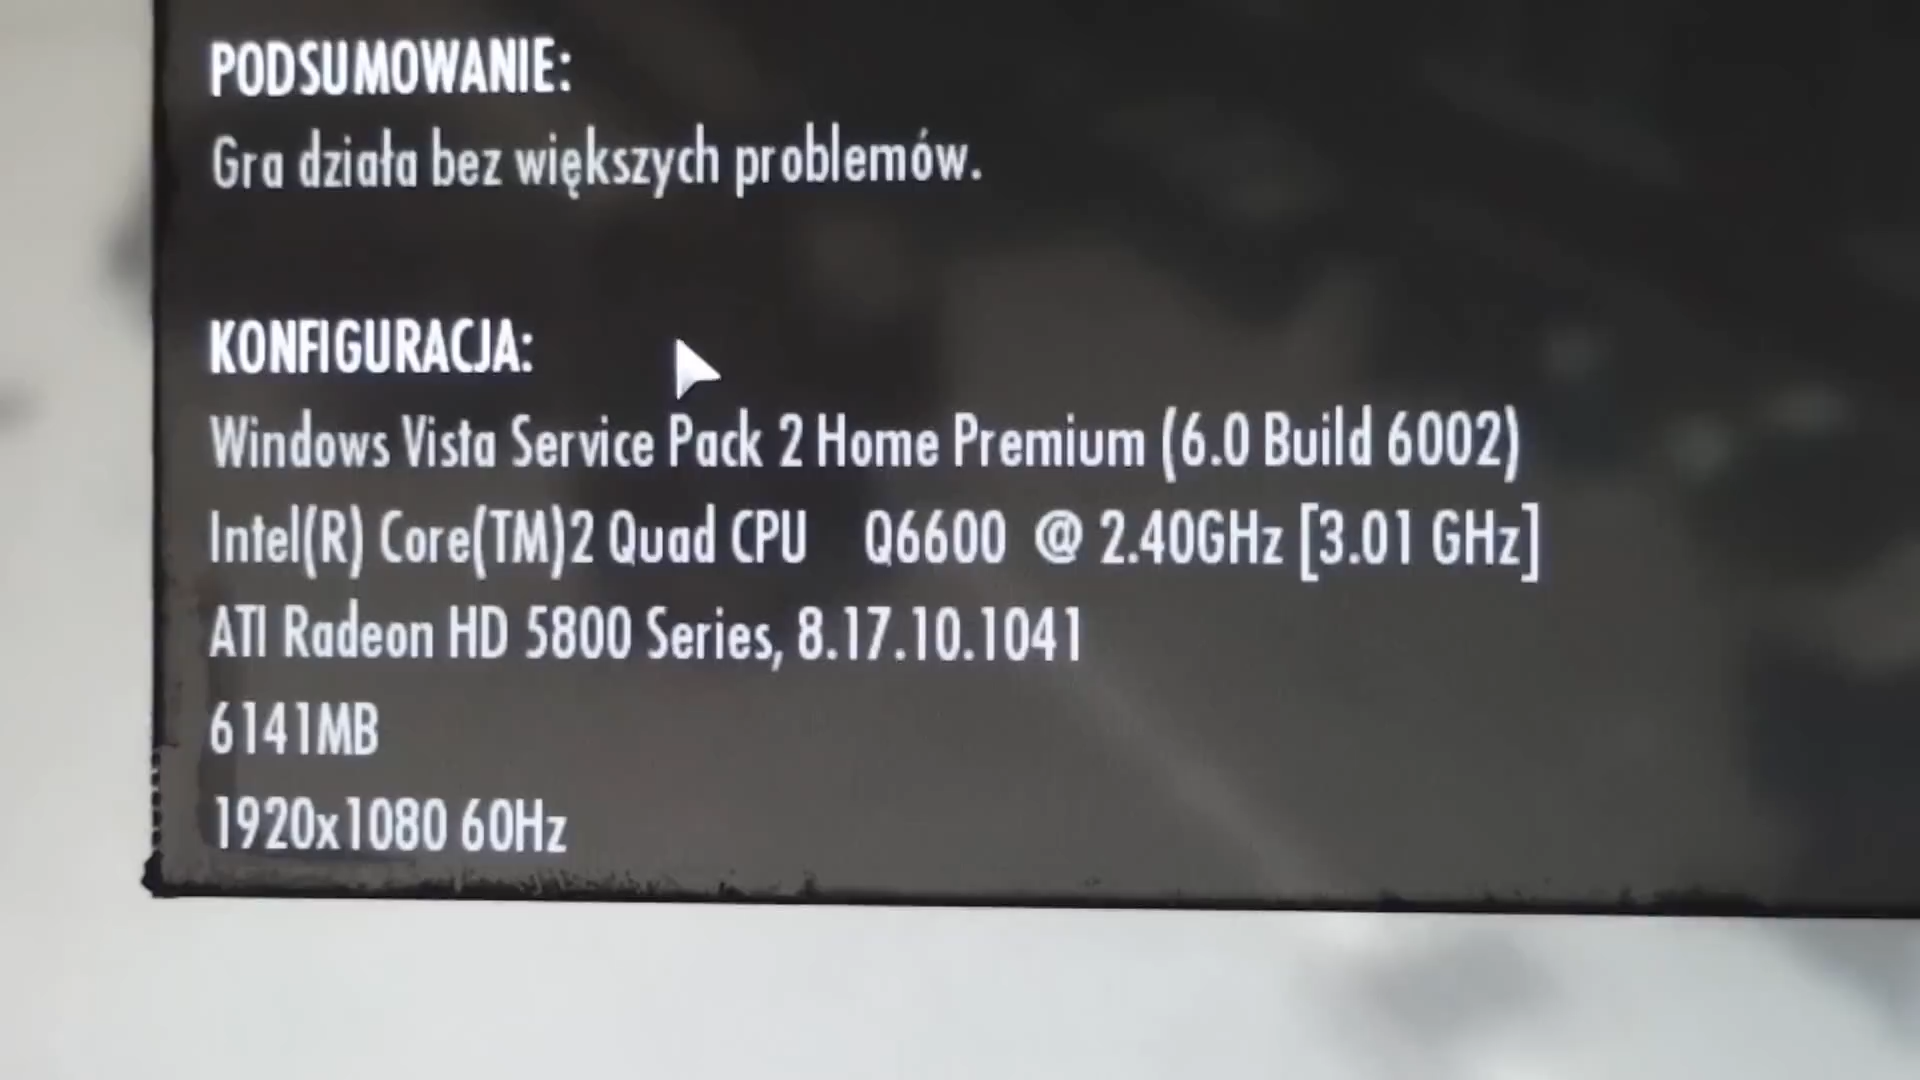 PODSUMOWANIE:
Gra działa bez większych problemów.
KONFIGURACJA:
Windows Vista Service Pack 2 Home Premium (6.0 Build 6002)
Intel(R) Core(TM)2 Quad CPU    Q6600  @ 2.40GHz [3.01 GHz]
ATI Radeon HD 5800 Series, 8.17.10.1041
6141MB
1920x1080 60Hz